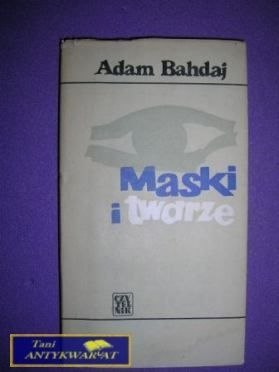 Adam Bahdaj
Maski
i twarze
CZY
TEL
NIK
Tani
ANTYKWARIAT